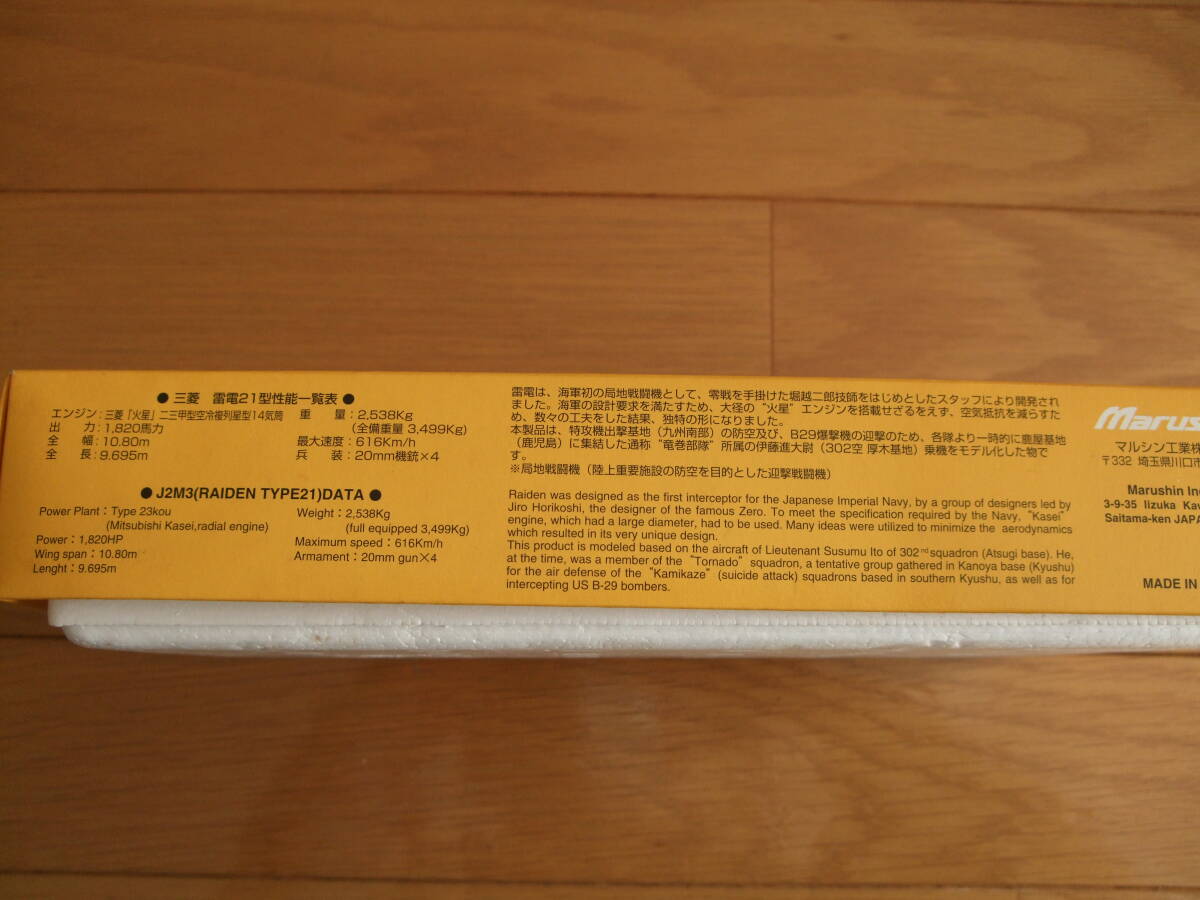 ● 三菱 雷電21型性能一覧表 ●
エンジン：三菱「火星」二三甲型空冷複列星型14気筒
出 力：1,820馬力
全 幅：10.80m
全 長：9.695m
重 量：2,538Kg
(全備重量 3,499Kg)
最大速度：616Km/h
兵 装：20mm機銃×4
● J2M3(RAIDEN TYPE21)DATA ●
Power Plant：Type 23kou
(Mitsubishi Kasei,radial engine)
Power：1,820HP
Wing span：10.80m
Lenght：9.695m
Weight：2,538Kg
(full equipped 3,499Kg)
Maximum speed：616Km/h
Armament：20mm gun×4
雷電は、海軍初の局地戦闘機として、零戦を手掛けた堀越二郎技師をはじめとしたスタッフにより開発され
ました。海軍の設計要求を満たすため、大径の“火星”エンジンを搭載せざるをえず、空気抵抗を減らすた
め、数々の工夫をした結果、独特の形になりました。
本製品は、特攻機出撃基地（九州南部）の防空及び、B29爆撃機の迎撃のため、各隊より一時的に鹿屋基地
（鹿児島）に集結した通称“竜巻部隊”所属の伊藤進大尉（302空 厚木基地）乗機をモデル化した物で
す。
※局地戦闘機（陸上重要施設の防空を目的とした迎撃戦闘機）
Raiden was designed as the first interceptor for the Japanese Imperial Navy, by a group of designers led by
Jiro Horikoshi, the designer of the famous Zero. To meet the specification required by the Navy, “Kasei”
engine, which had a large diameter, had to be used. Many ideas were utilized to minimize the aerodynamics
which resulted in its very unique design.
This product is modeled based on the aircraft of Lieutenant Susumu Ito of 302nd squadron (Atsugi base). He,
at the time, was a member of the “Tornado” squadron, a tentative group gathered in Kanoya base (Kyushu)
for the air defense of the “Kamikaze” (suicide attack) squadrons based in southern Kyushu, as well as for
intercepting US B-29 bombers.
Marus
マルシン工業株
〒332 埼玉県川口市
Marushin In
3-9-35 Iizuka Kav
Saitama-ken JAPA
MADE IN